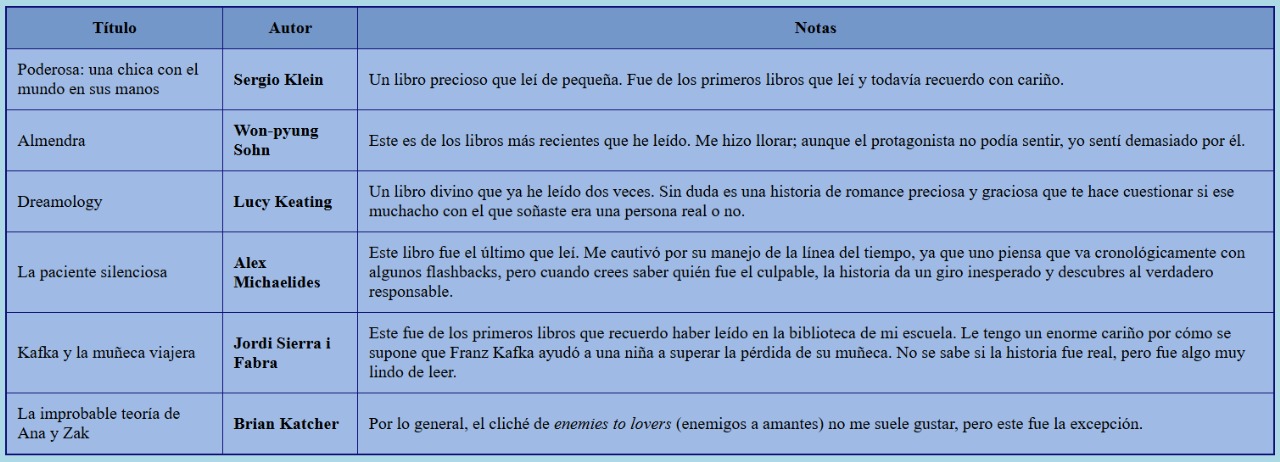 Título
Autor
Notas
Poderosa: una chica con el
mundo en sus manos
Sergio Klein
Un libro precioso que leí de pequeña. Fue de los primeros libros que leí y todavía recuerdo con cariño.
Almendra
Won-pyung
Sohn
Este es de los libros más recientes que he leído. Me hizo llorar; aunque el protagonista no podía sentir, yo sentí demasiado por él.
Dreamology
Lucy Keating
Un libro divino que ya he leído dos veces. Sin duda es una historia de romance preciosa y graciosa que te hace cuestionar si ese
muchacho con el que soñaste era una persona real o no.
La paciente silenciosa
Alex
Michaelides
Este libro fue el último que leí. Me cautivó por su manejo de la línea del tiempo, ya que uno piensa que va cronológicamente con
algunos flashbacks, pero cuando crees saber quién fue el culpable, la historia da un giro inesperado y descubres al verdadero
responsable.
Kafka y la muñeca viajera
Jordi Sierra i
Fabra
Este fue de los primeros libros que recuerdo haber leído en la biblioteca de mi escuela. Le tengo un enorme cariño por cómo se
supone que Franz Kafka ayudó a una niña a superar la pérdida de su muñeca. No se sabe si la historia fue real, pero fue algo muy
lindo de leer.
La improbable teoría de
Ana y Zak
Brian Katcher
Por lo general, el cliché de enemies to lovers (enemigos a amantes) no me suele gustar, pero este fue la excepción.